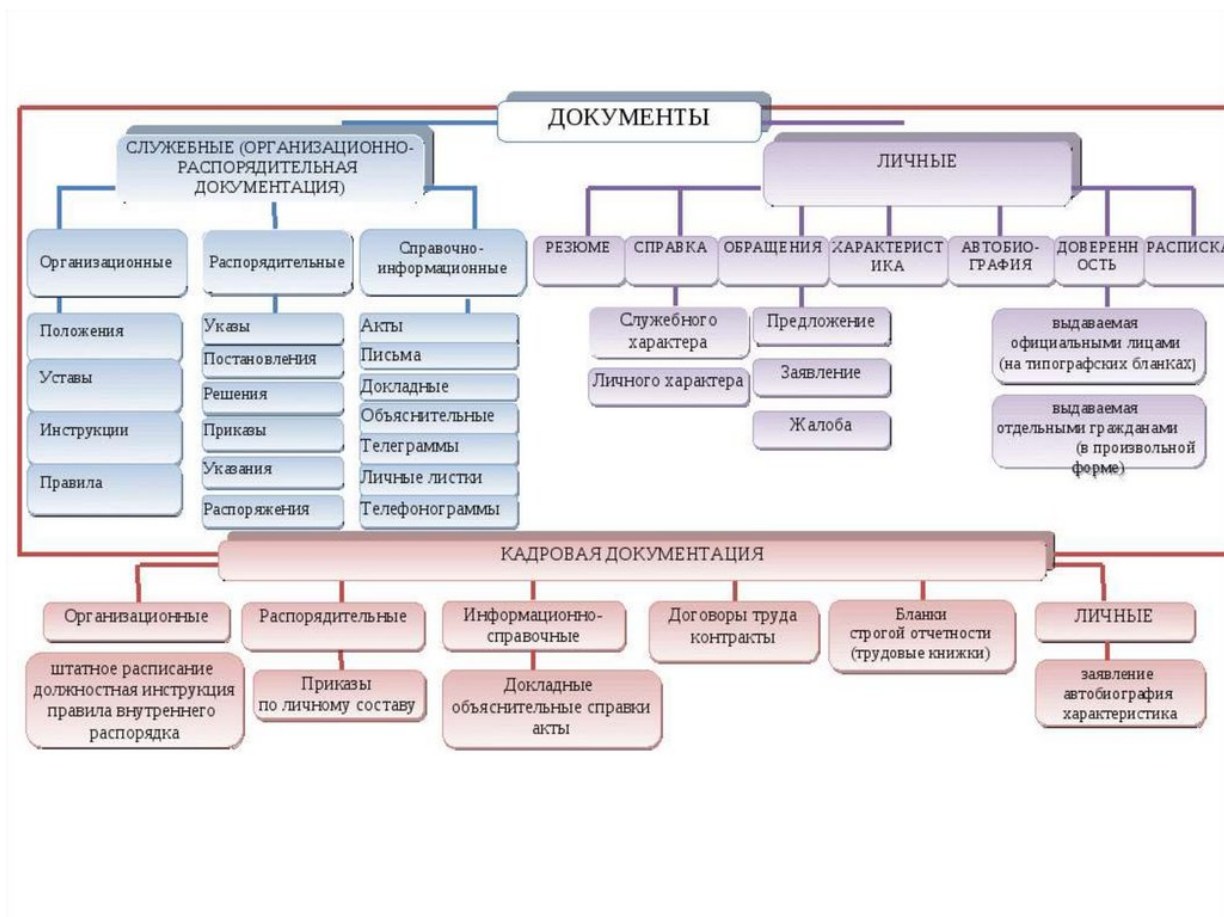 ДОКУМЕНТЫ
СЛУЖЕБНЫЕ (ОРГАНИЗАЦИОННО-
РАСПОРЯДИТЕЛЬНАЯ
ДОКУМЕНТАЦИЯ)
Организационные
Положения
Уставы
Инструкции
Правила
Распорядительные
Указы
Постановления
Решения
Приказы
Указания
Распоряжения
Справочно-
информационные
Акты
Письма
Докладные
Объяснительные
Телеграммы
Личные листки
Телефонограммы
ЛИЧНЫЕ
РЕЗЮМЕ
СПРАВКА
Служебного
характера
Личного характера
ОБРАЩЕНИЯ
Предложение
Заявление
Жалоба
ХАРАКТЕРИСТ
ИКА
АВТОБИО-
ГРАФИЯ
ДОВЕРЕНН
ОСТЬ
выдаваемая
официальными лицами
(на типографских бланках)
выдаваемая
отдельными гражданами
(в произвольной
форме)
РАСПИСКА
КАДРОВАЯ ДОКУМЕНТАЦИЯ
Организационные
штатное расписание
должностная инструкция
правила внутреннего
распорядка
Распорядительные
Приказы
по личному составу
Информационно-
справочные
Докладные
объяснительные справки
акты
Договоры труда
контракты
Бланки
строгой отчетности
(трудовые книжки)
ЛИЧНЫЕ
заявление
автобиография
характеристика